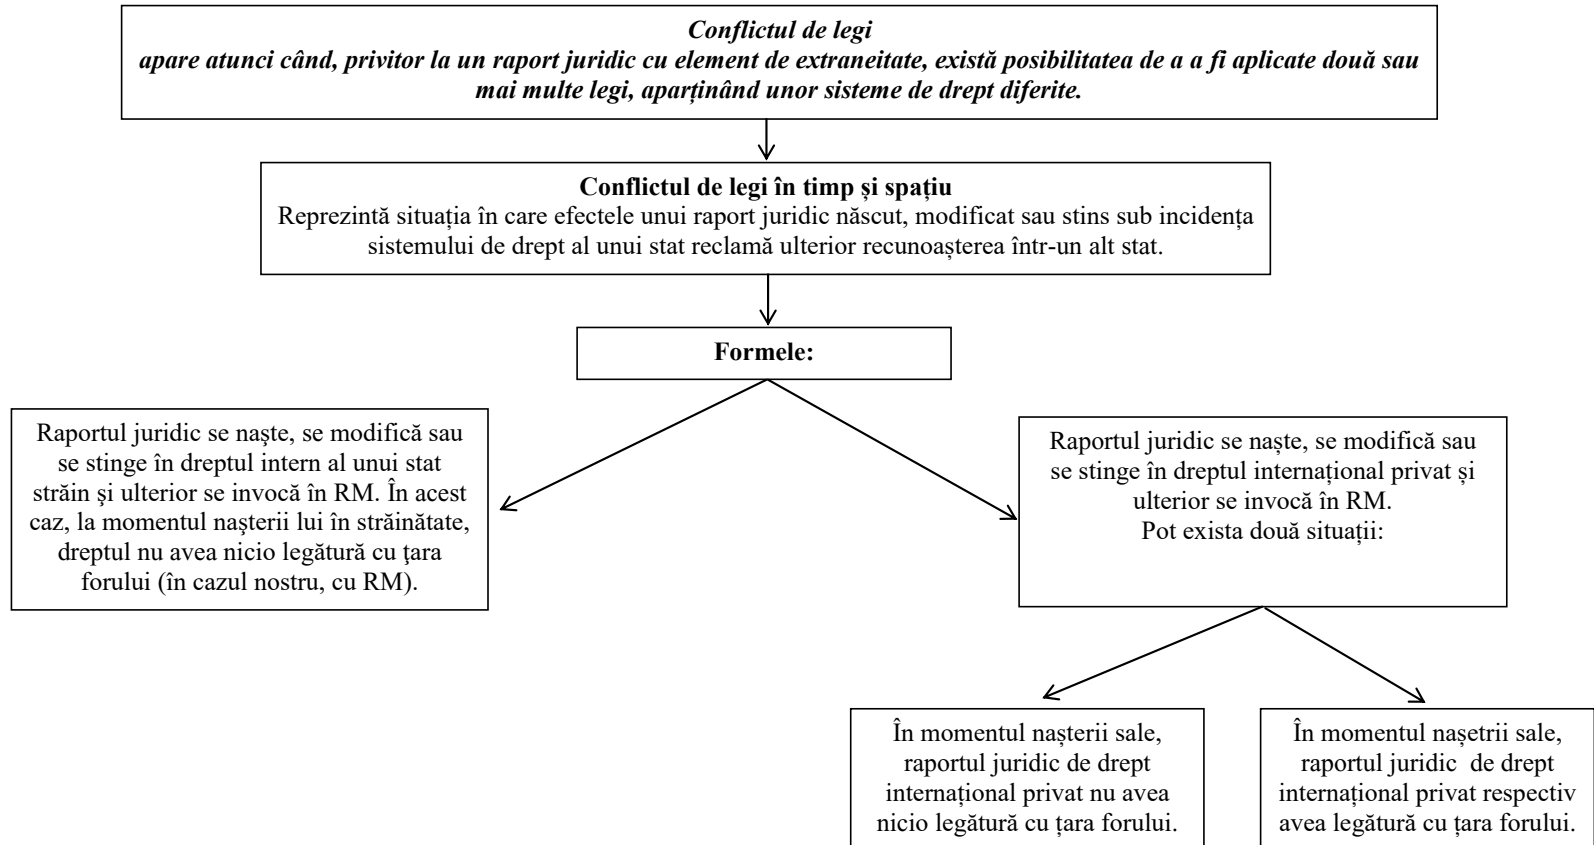 Conflictul de legi
apare atunci când, privitor la un raport juridic cu element de extraneitate, există posibilitatea de a a fi aplicate două sau
mai multe legi, aparținând unor sisteme de drept diferite.
Conflictul de legi în timp și spațiu
Reprezintă situația în care efectele unui raport juridic născut, modificat sau stins sub incidența
sistemului de drept al unui stat reclamă ulterior recunoașterea într-un alt stat.
Formele:
Raportul juridic se naşte, se modifică sau
se stinge în dreptul intern al unui stat
străin şi ulterior se invocă în RM. În acest
caz, la momentul nașterii lui în străinătate,
dreptul nu avea nicio legătură cu ţara
forului (în cazul nostru, cu RM).
Raportul juridic se naște, se modifică sau
se stinge în dreptul internațional privat și
ulterior se invocă în RM.
Pot exista două situații:
În momentul nașterii sale,
raportul juridic de drept
internațional privat nu avea
nicio legătură cu țara forului.
În momentul nașetrii sale,
raportul juridic  de drept
internațional privat respectiv
avea legătură cu țara forului.